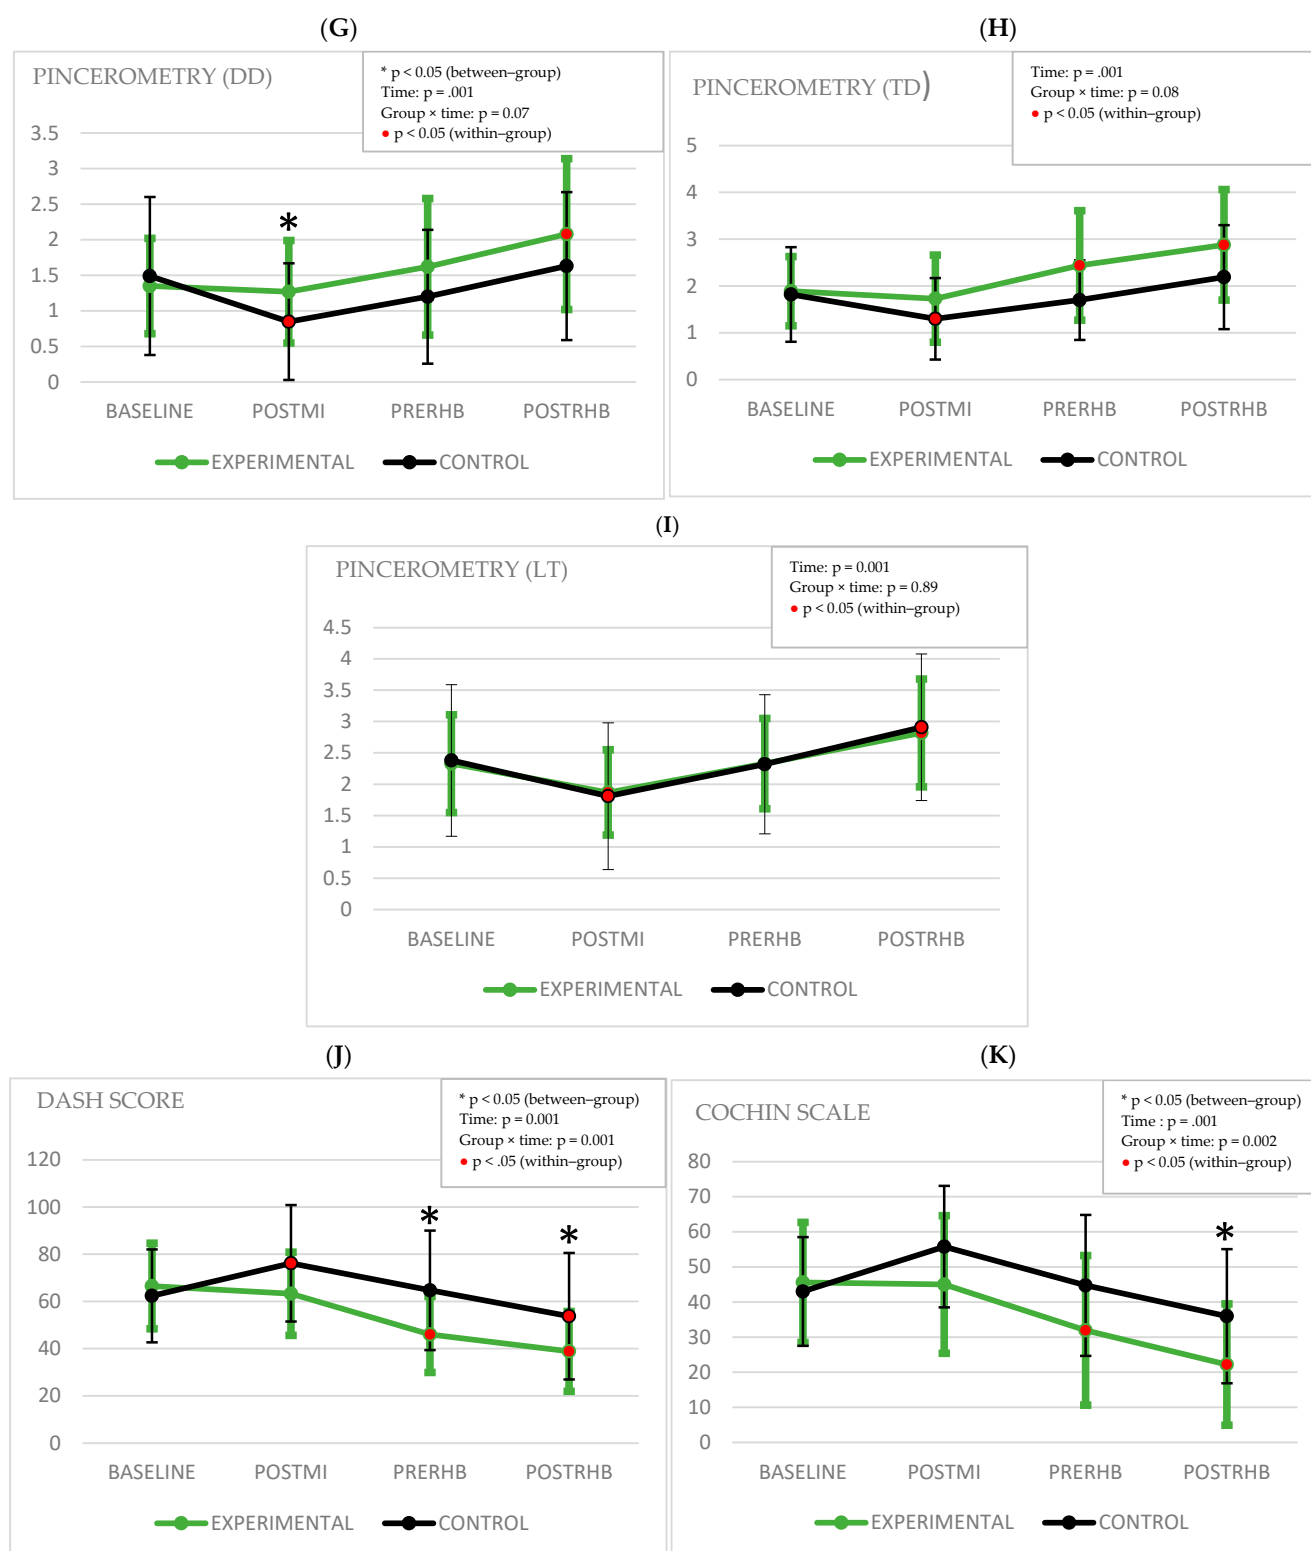 (G)
PINCEROMETRY (DD)
* p < 0.05 (between–group)
Time: p = .001
Group × time: p = 0.07
● p < 0.05 (within–group)
3.5
3
2.5
2
1.5
1
0.5
0
*
BASELINE POSTMI PRERHB POSTRHB
EXPERIMENTAL CONTROL
(H)
PINCEROMETRY (TD)
Time: p = .001
Group × time: p = 0.08
● p < 0.05 (within–group)
5
4
3
2
1
0
BASELINE POSTMI PRERHB POSTRHB
EXPERIMENTAL CONTROL
(I)
PINCEROMETRY (LT)
Time: p = 0.001
Group × time: p = 0.89
● p < 0.05 (within–group)
4.5
4
3.5
3
2.5
2
1.5
1
0.5
0
BASELINE POSTMI PRERHB POSTRHB
EXPERIMENTAL CONTROL
(J)
DASH SCORE
* p < 0.05 (between–group)
Time: p = 0.001
Group × time: p = 0.001
● p < .05 (within–group)
120
100
80
60
40
20
0
* *
BASELINE POSTMI PRERHB POSTRHB
EXPERIMENTAL CONTROL
(K)
COCHIN SCALE
* p < 0.05 (between–group)
Time : p = .001
Group × time: p = 0.002
● p < 0.05 (within–group)
80
70
60
50
40
30
20
10
0
*
BASELINE POSTMI PRERHB POSTRHB
EXPERIMENTAL CONTROL